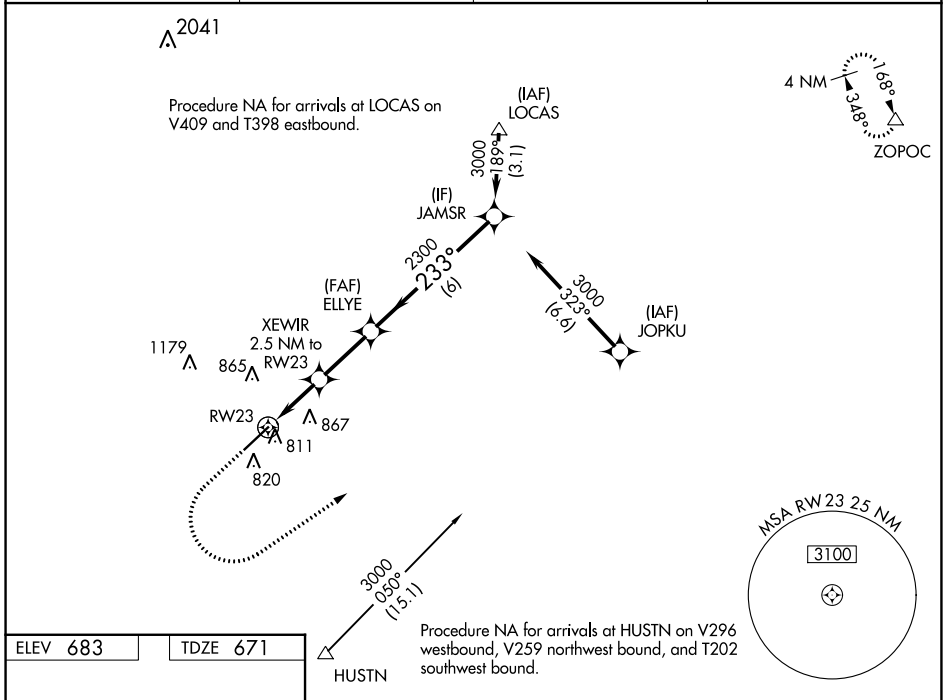 2041
Procedure NA for arrivals at LOCAS on
V409 and T398 eastbound.
(IAF)
LOCAS
3000
189°
(3.1)
4 NM
168°
348°
ZOPOC
(IF)
JAMSR
2300
233°
(6)
(FAF)
ELLYE
3000
323°
(6.6)
(IAF)
JOPKU
XEWIR
2.5 NM to
RW23
1179
865
RW23
867
811
820
MSA RW23 25 NM
3100
3000
050°
(15.1)
HUSTN
Procedure NA for arrivals at HUSTN on V296
westbound, V259 northwest bound, and T202
southwest bound.
ELEV 683
TDZE 671